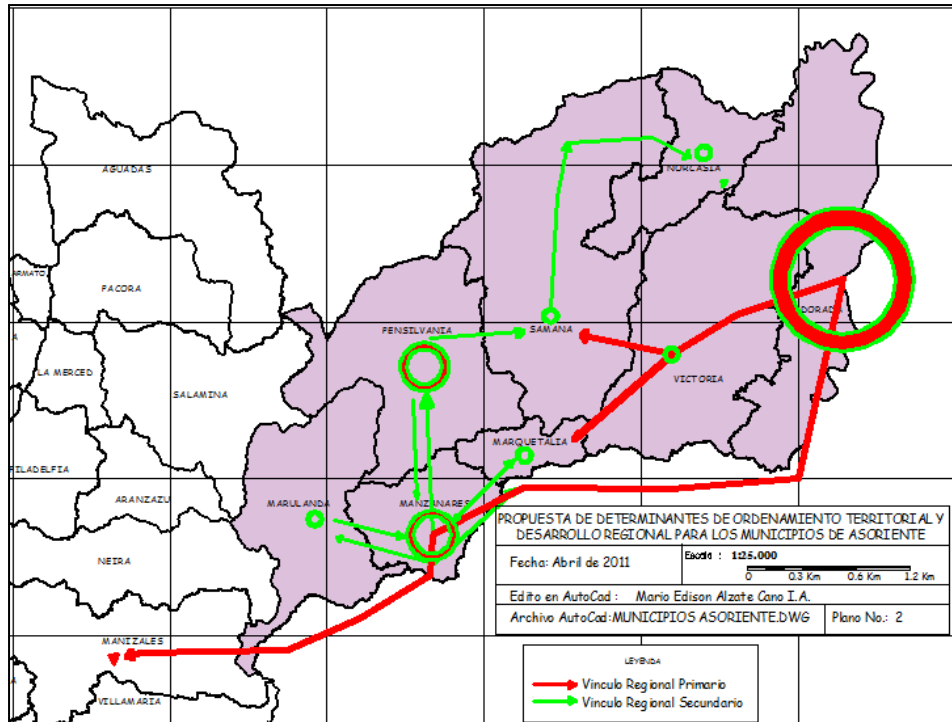 AGUADAS
NORCASIA
ARMATO
PACORA
DORADA
PENSILVANIA
SAMANA
LA MERCED
SALAMINA
VICTORIA
MARQUETALIA
FILADELFIA
ARANZAZU
MARULANDA
MANZANARES
NEIRA
MANIZALES
VILLAMARIA
PROPUESTA DE DETERMINANTES DE ORDENAMIENTO TERRITORIAL Y
DESARROLLO REGIONAL PARA LOS MUNICIPIOS DE ASORIENTE
Fecha: Abril de 2011
Escala : 1:25.000
0 0.3 Km 0.6 Km 1.2 Km
Edito en AutoCad : Mario Edison Alzate Cano I.A.
Archivo AutoCad:MUNICIPIOS ASORIENTE.DWG
Plano No.: 2
LEYENDA
Vinculo Regional Primario
Vinculo Regional Secundario